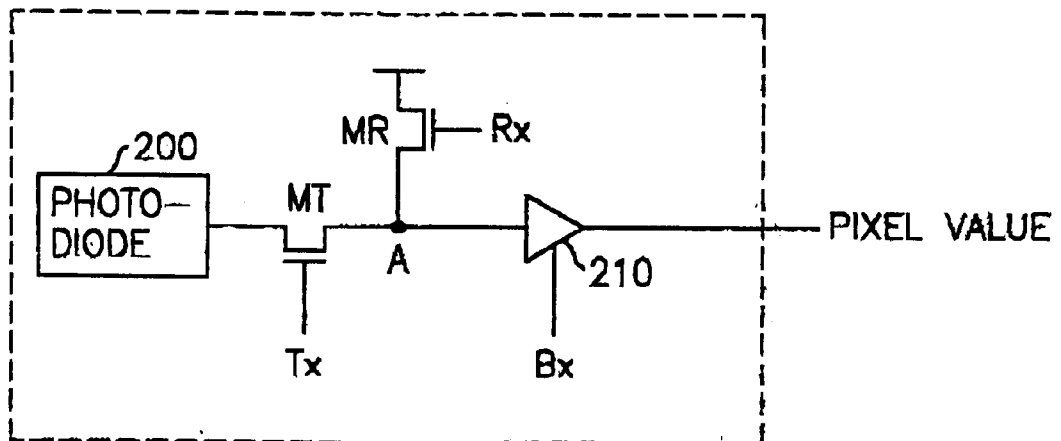 200
PHOTO-
DIODE
MT
MR
Rx
A
210
Tx
Bx
PIXEL VALUE